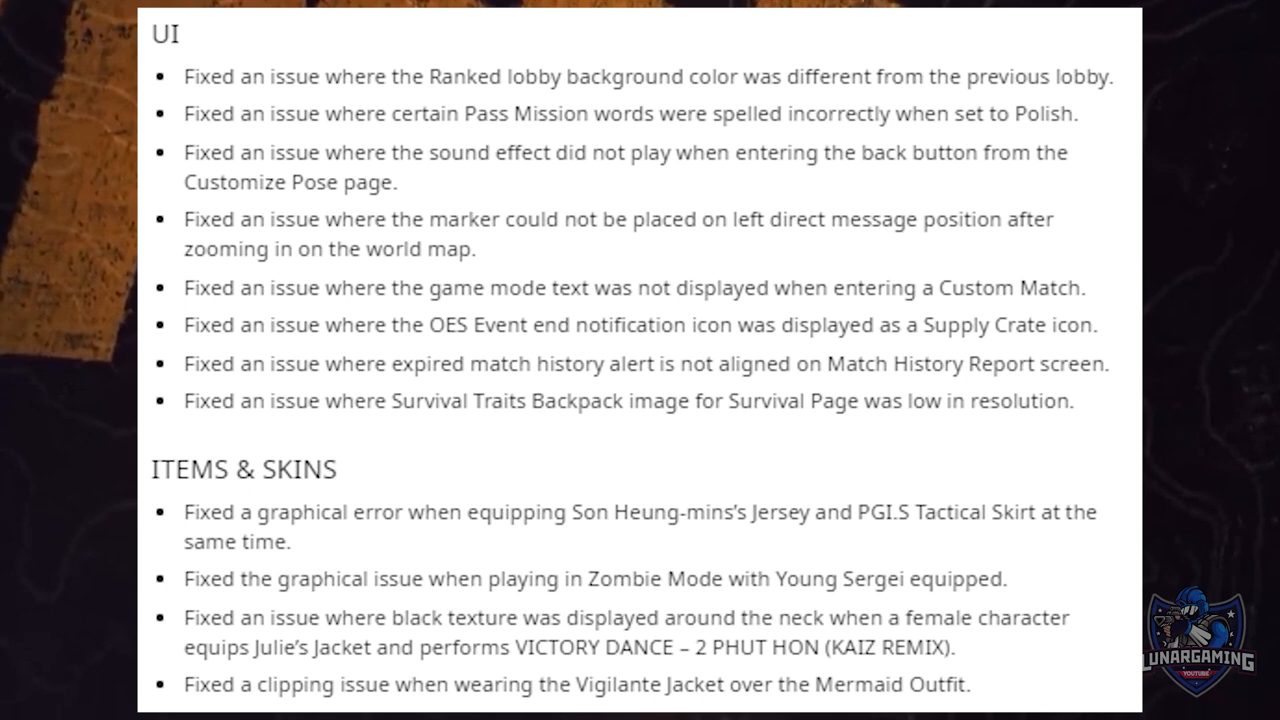 UI
• Fixed an issue where the Ranked lobby background color was different from the previous lobby.
• Fixed an issue where certain Pass Mission words were spelled incorrectly when set to Polish.
• Fixed an issue where the sound effect did not play when entering the back button from the
Customize Pose page.
• Fixed an issue where the marker could not be placed on left direct message position after
zooming in on the world map.
• Fixed an issue where the game mode text was not displayed when entering a Custom Match.
• Fixed an issue where the OES Event end notification icon was displayed as a Supply Crate icon.
• Fixed an issue where expired match history alert is not aligned on Match History Report screen.
• Fixed an issue where Survival Traits Backpack image for Survival Page was low in resolution.
ITEMS & SKINS
• Fixed a graphical error when equipping Son Heung-mins’s Jersey and PGI.S Tactical Skirt at the
same time.
• Fixed the graphical issue when playing in Zombie Mode with Young Sergei equipped.
• Fixed an issue where black texture was displayed around the neck when a female character
equips Julie’s Jacket and performs VICTORY DANCE – 2 PHUT HON (KAIZ REMIX).
• Fixed a clipping issue when wearing the Vigilante Jacket over the Mermaid Outfit.
LUNARGAMING
YOUTUBE